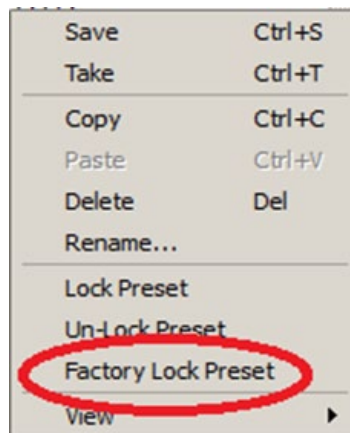 Save Ctrl+S
Take Ctrl+T
Copy Ctrl+C
Paste Ctrl+V
Delete Del
Rename...
Lock Preset
Un-Lock Preset
Factory Lock Preset
View